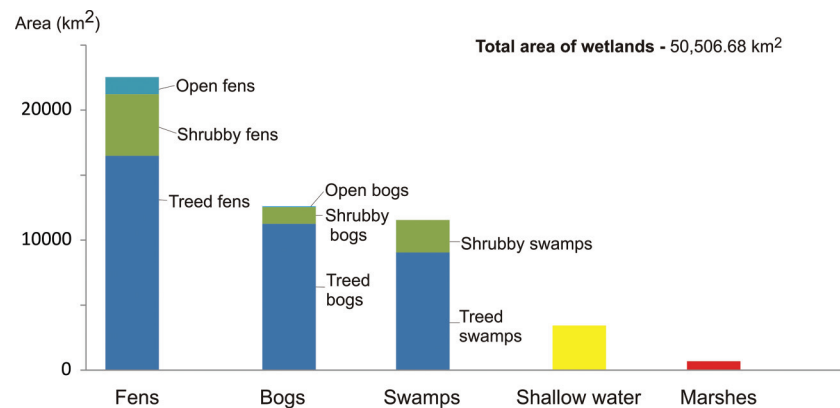 Area (km2)
Total area of wetlands - 50,506.68 km2
20000
10000
0
Open fens
Shrubby fens
Treed fens
Open bogs
Shrubby
bogs
Treed
bogs
Shrubby swamps
Treed
swamps
Fens
Bogs
Swamps
Shallow water
Marshes